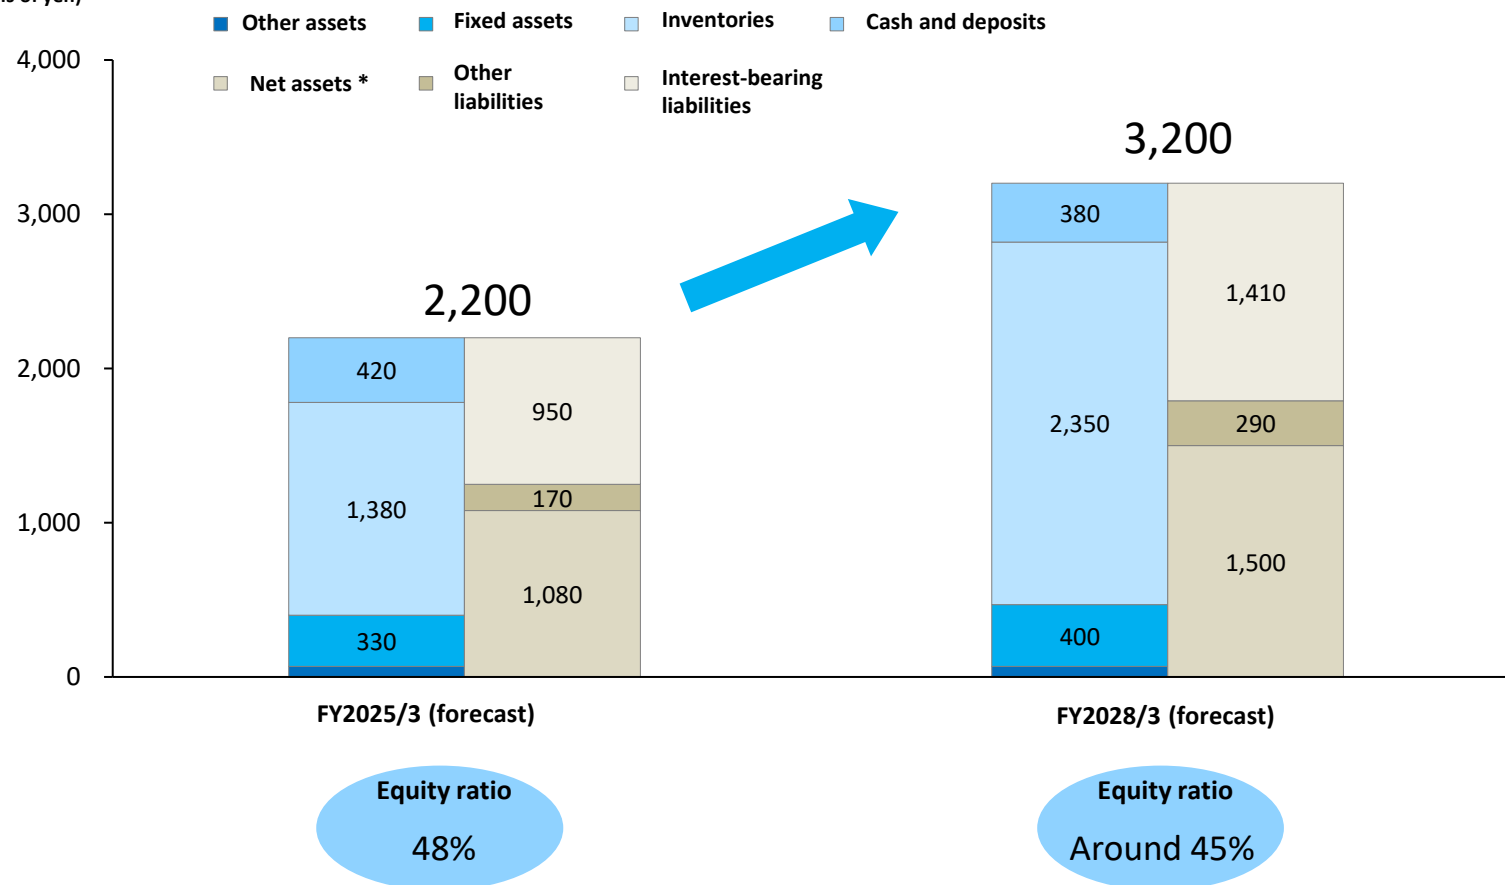 of yen)
Other assets
Fixed assets
Inventories
Cash and deposits
4,000
Net assets *
Other
liabilities
Interest-bearing
liabilities
3,200
3,000
380
1,410
2,200
2,000
420
950
2,350
290
1,380
170
1,000
1,500
1,080
400
330
0
FY2025/3 (forecast)
FY2028/3 (forecast)
Equity ratio
48%
Equity ratio
Around 45%